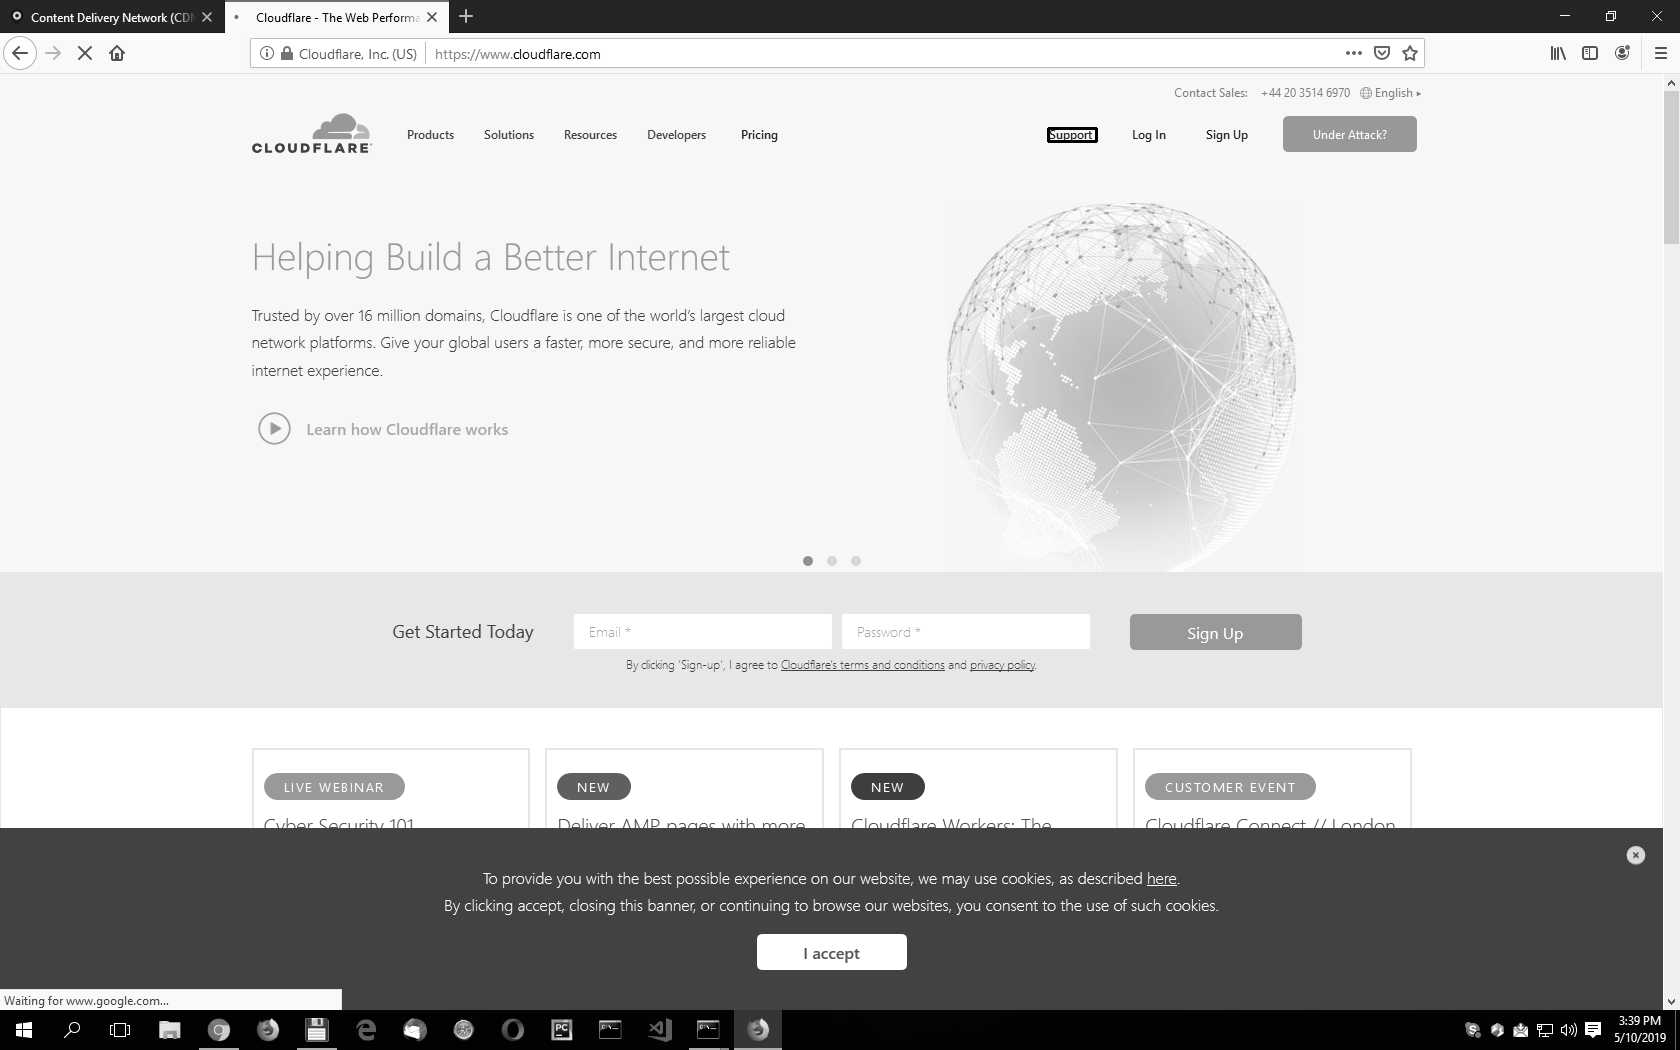 Content Delivery Network (CD
Cloudflare - The Web Performa
Cloudflare, Inc. (US)
https://www.cloudflare.com
Contact Sales: +44 20 3514 6970 English
CLOUDFLARE
Products
Solutions
Resources
Developers
Pricing
Support
Log In
Sign Up
Under Attack?
Helping Build a Better Internet
Trusted by over 16 million domains, Cloudflare is one of the world's largest cloud
network platforms. Give your global users a faster, more secure, and more reliable
internet experience.
Learn how Cloudflare works
Get Started Today
Email *
Password *
Sign Up
By clicking 'Sign-up', I agree to Cloudflare's terms and conditions and privacy policy.
LIVE WEBINAR
NEW
NEW
CUSTOMER EVENT
Cyber Security 101
Deliver AMP pages with more
Cloudflare Workers: The
Cloudflare Connect // London
To provide you with the best possible experience on our website, we may use cookies, as described here.
By clicking accept, closing this banner, or continuing to browse our websites, you consent to the use of such cookies.
I accept
Waiting for www.google.com...
PC
3:39 PM
5/10/2019